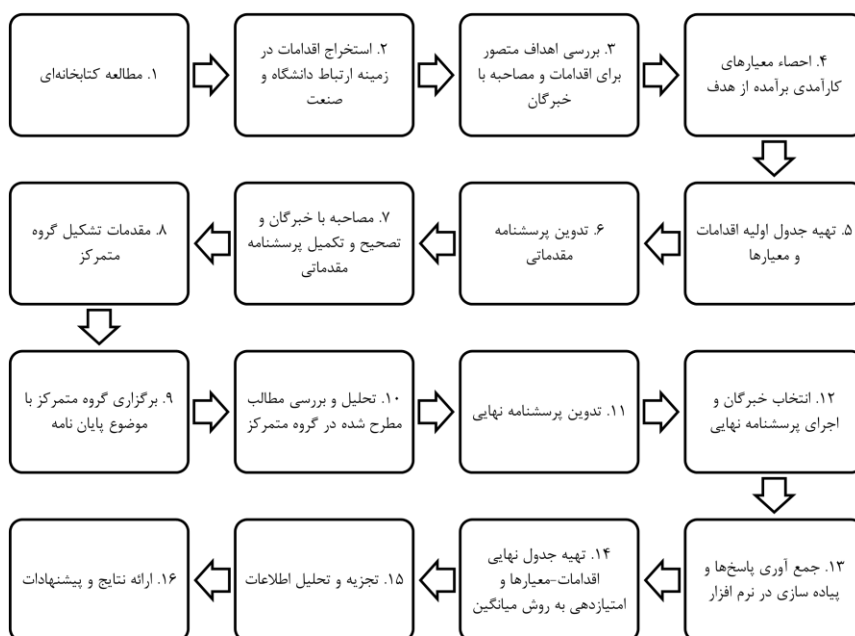 ۱. مطالعه کتابخانه‌ای
۲. استخراج اقدامات در
زمینه ارتباط دانشگاه و
صنعت
۳. بررسی اهداف متصور
برای اقدامات و مصاحبه با
خبرگان
۴. احصاء معیارهای
کارآمدی برآمده از هدف
۵. تهیه جدول اولیه اقدامات
و معیارها
۶. تدوین پرسشنامه
مقدماتی
۷. مصاحبه با خبرگان و
تصحیح و تکمیل پرسشنامه
مقدماتی
۸. مقدمات تشکیل گروه
متمرکز
۹. برگزاری گروه متمرکز با
موضوع پایان نامه
۱۰. تحلیل و بررسی مطالب
مطرح شده در گروه متمرکز
۱۱. تدوین پرسشنامه نهایی
۱۲. انتخاب خبرگان و
اجرای پرسشنامه نهایی
۱۳. جمع آوری پاسخ‌ها و
پیاده سازی در نرم افزار
۱۴. تهیه جدول نهایی
اقدامات-معیارها و
امتیازدهی به روش میانگین
۱۵. تجزیه و تحلیل اطلاعات
۱۶. ارائه نتایج و پیشنهادات